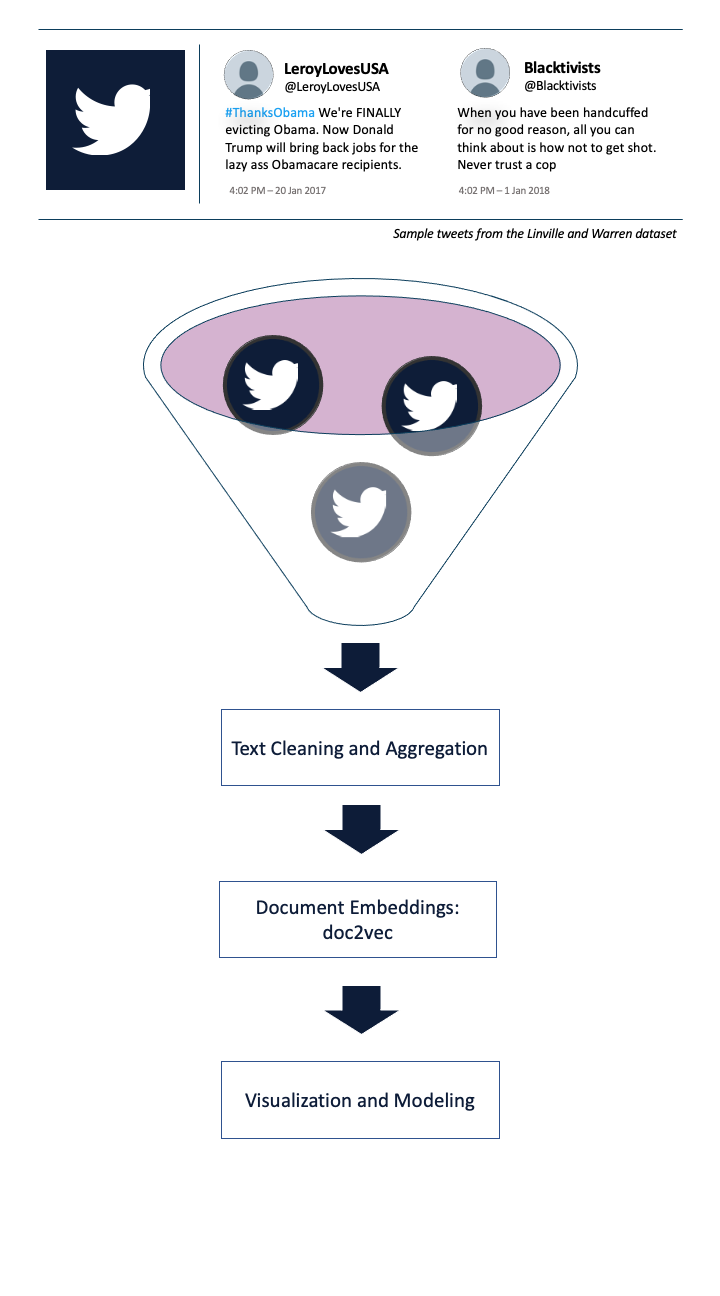 LeroyLovesUSA
@LeroyLovesUSA
#ThanksObama We're FINALLY
evicting Obama. Now Donald
Trump will bring back jobs for the
lazy ass Obamacare recipients.
4:02 PM – 20 Jan 2017
Blacktivists
@Blacktivists
When you have been handcuffed
for no good reason, all you can
think about is how not to get shot.
Never trust a cop
4:02 PM – 1 Jan 2018
Sample tweets from the Linville and Warren dataset
Text Cleaning and Aggregation
Document Embeddings:
doc2vec
Visualization and Modeling